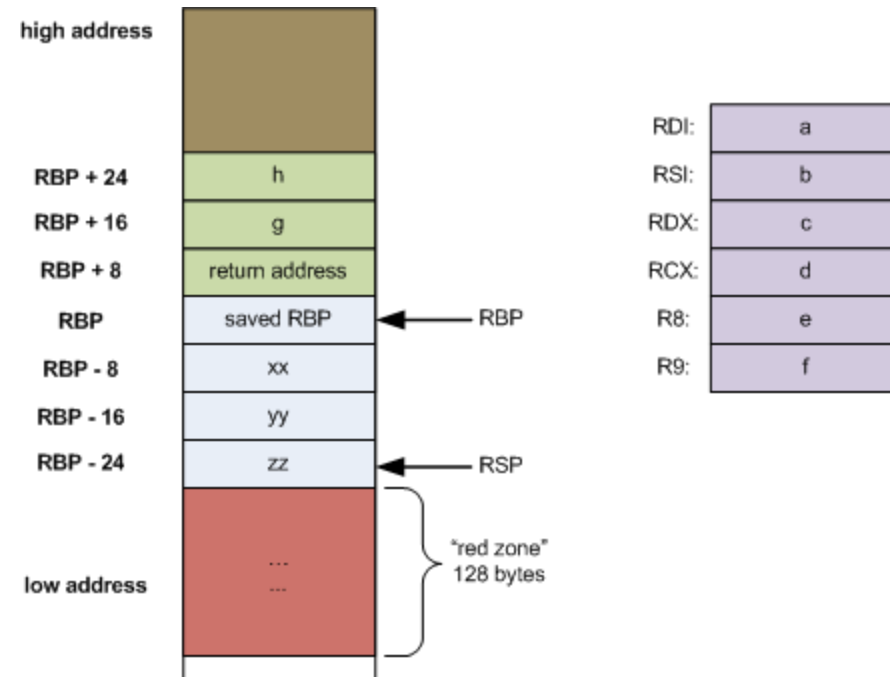 high address
RBP + 24 h
RBP + 16 g
RBP + 8 return address
RBP saved RBP RBP
RBP - 8 xx
RBP - 16 yy
RBP - 24 zz RSP
low address
...
...
"red zone"
128 bytes
RDI: a
RSI: b
RDX: c
RCX: d
R8: e
R9: f